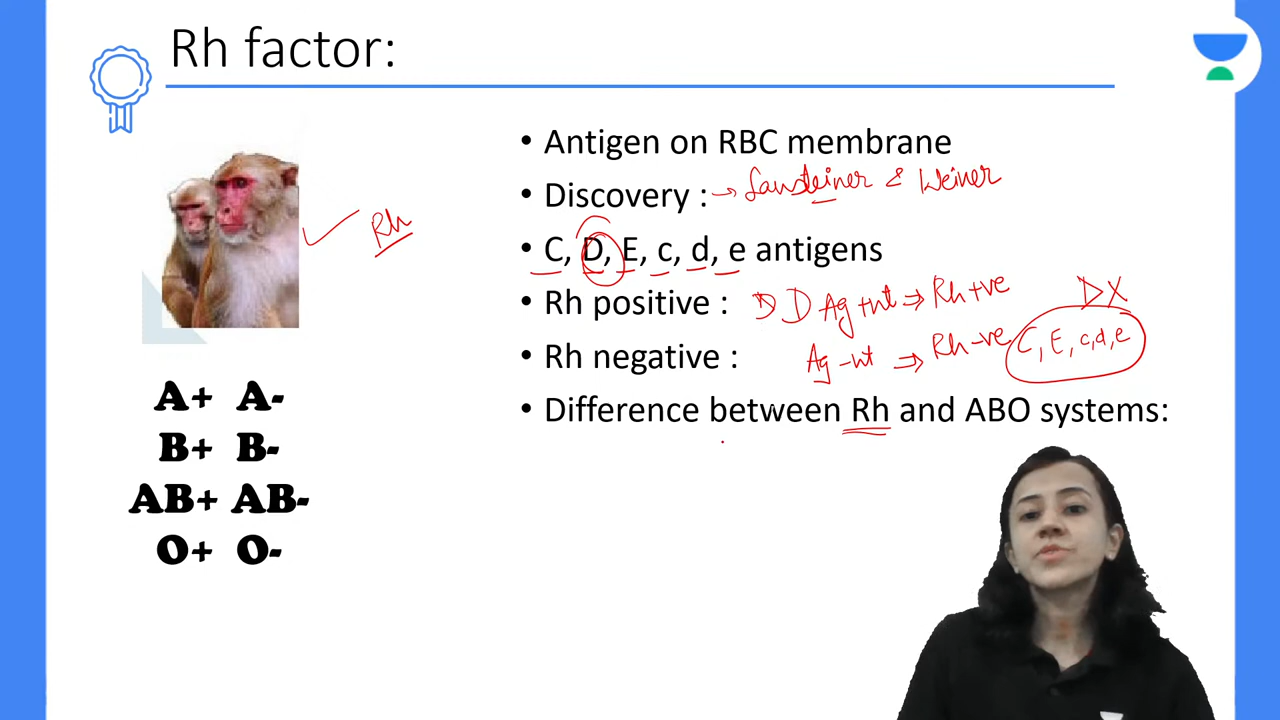 Rh factor:
• Antigen on RBC membrane
• Discovery : → Lansteiner & Weiner
Rh
• C, D, E, c, d, e antigens
• Rh positive : D D Ag +nt ⇒ Rh +ve
D X
• Rh negative : Ag -nt ⇒ Rh -ve C, E, c, d, e
• Difference between Rh and ABO systems:
A+ A-
B+ B-
AB+ AB-
O+ O-